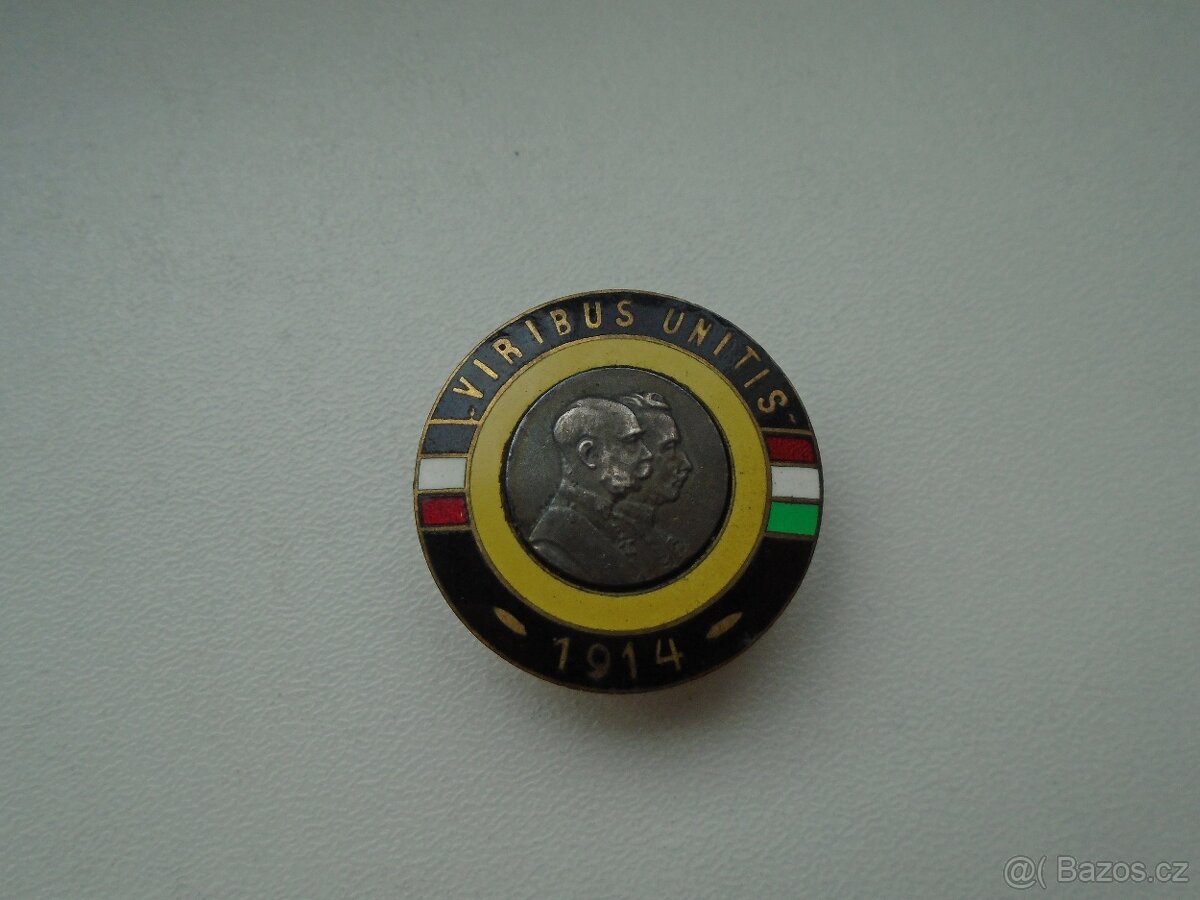 „VIRIBUS UNITIS"
1914
@( Bazos.cz